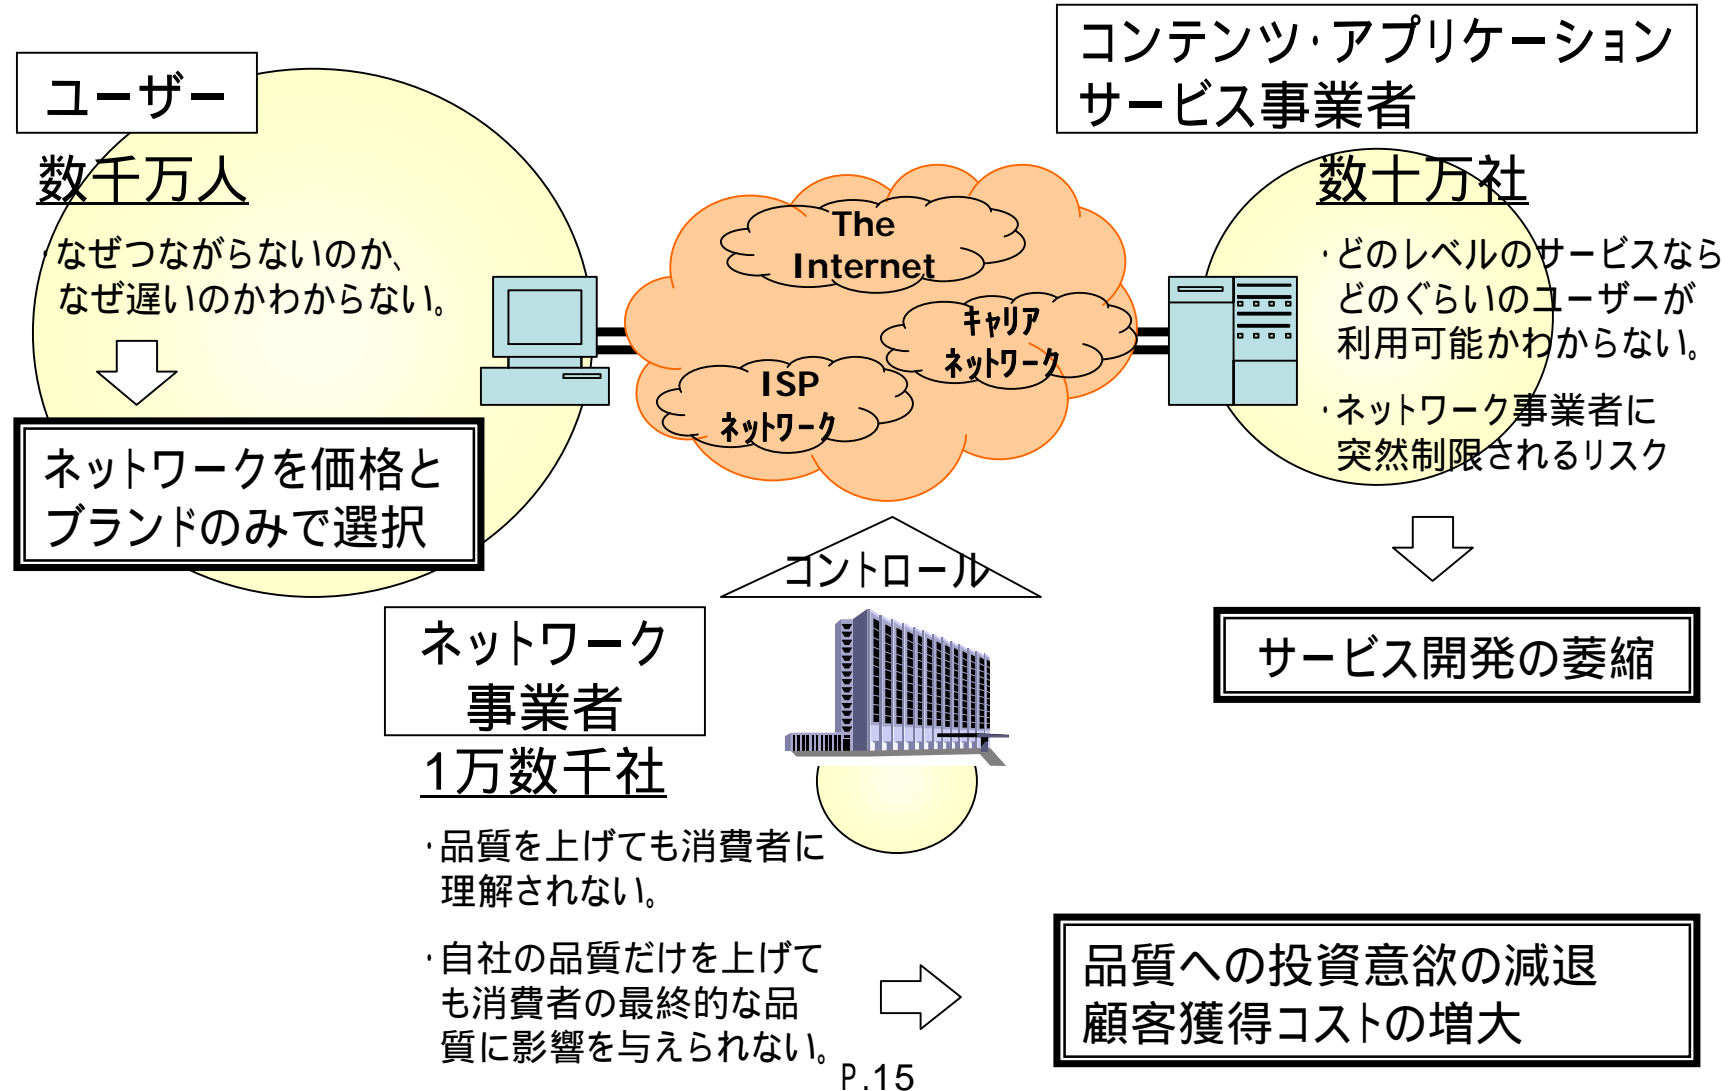 ユーザー
数千万人
・なぜつながらないのか、
なぜ遅いのかわからない。
ネットワークを価格と
ブランドのみで選択
The
Internet
キャリア
ネットワーク
ISP
ネットワーク
コンテンツ・アプリケーション
サービス事業者
数十万社
・どのレベルのサービスなら
どのぐらいのユーザーが
利用可能かわからない。
・ネットワーク事業者に
突然制限されるリスク
サービス開発の萎縮
コントロール
ネットワーク
事業者
1万数千社
・品質を上げても消費者に
理解されない。
・自社の品質だけを上げて
も消費者の最終的な品
質に影響を与えられない。
品質への投資意欲の減退
顧客獲得コストの増大
P.15